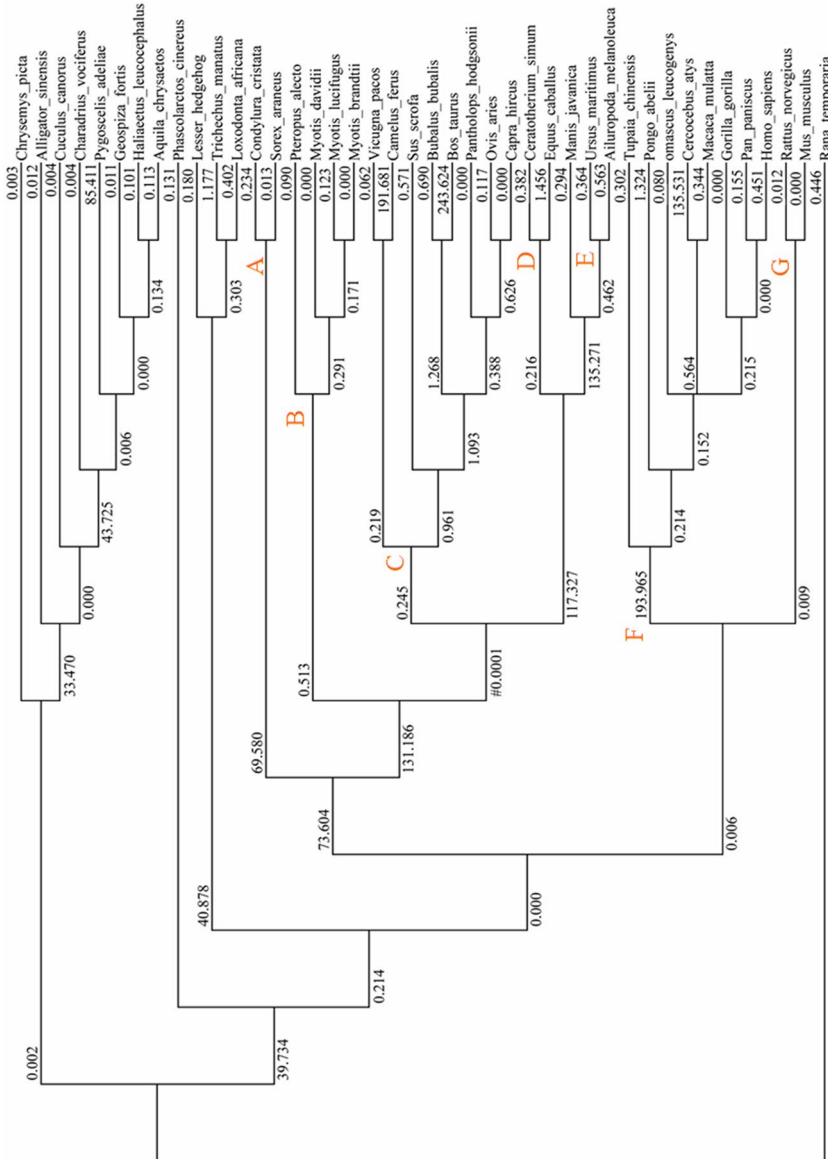 0.003 Chrysemys_picta
0.012 Alligator_sinensis
0.004 Cuculus_canorus
0.004 Charadrius_vociferus
85.411 Pygoscelis_adeliae
0.011 Geospiza_fortis
0.101 Haliaeetus_leucocephalus
0.113 Aquila_chrysaetos
0.131 Phascolarctos_cinereus
0.180 Lesser_hedgehog
1.177 Trichechus_manatus
0.402 Loxodonta_africana
0.234 Condylura_cristata
0.013 Sorex_araneus
0.090 Pteropus_alecto
0.000 Myotis_davidii
0.123 Myotis_lucifugus
0.000 Myotis_brandtii
0.062 Vicugna_pacos
191.681 Camelus_ferus
0.571 Sus_scrofa
0.690 Bubalus_bubalis
243.624 Bos_taurus
0.000 Pantholops_hodgsonii
0.117 Ovis_aries
0.000 Capra_hircus
0.382 Ceratotherium_simum
1.456 Equus_caballus
0.294 Manis_javanica
0.364 Ursus_maritimus
0.563 Ailuropoda_melanoleuca
0.302 Tupaia_chinensis
1.324 Pongo_abelii
0.080 omascus_leucogenys
135.531 Cercocebus_atys
0.344 Macaca_mulatta
0.000 Gorilla_gorilla
0.155 Pan_paniscus
0.451 Homo_sapiens
0.012 Rattus_norvegicus
0.000 Mus_musculus
0.446 Rana_temporaria
A
D
E
G
0.134
0.303
0.171
0.626
0.462
0.000
B
0.000
0.291
1.268
0.388
0.216
135.271
0.564
0.215
0.006
1.093
0.152
43.725
C
0.219
0.961
0.214
0.000
0.245
117.327
F
193.965
0.009
33.470
0.513
#0.0001
69.580
131.186
73.604
0.006
40.878
0.000
0.214
0.002
39.734